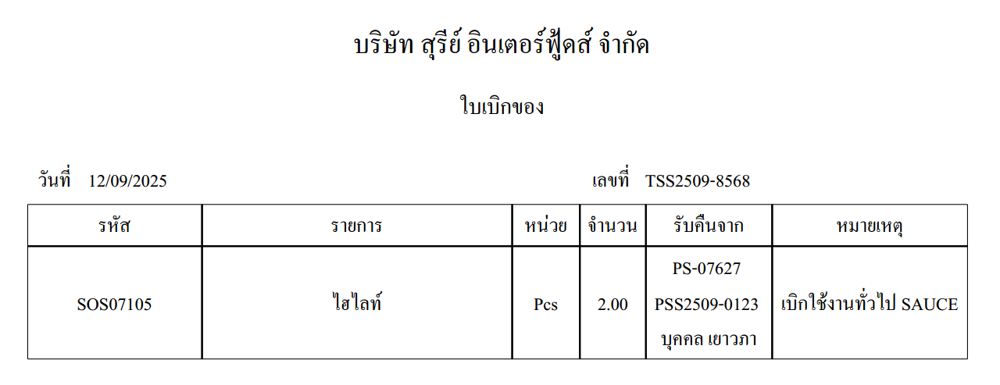 บริษัท สุรีย์ อินเตอร์ฟู้ดส์ จำกัด
ใบเบิกของ
วันที่ 12/09/2025 เลขที่ TSS2509-8568
รหัส รายการ หน่วย จำนวน รับคืนจาก หมายเหตุ
PS-07627
SOS07105 ไฮไลท์ Pcs 2.00 PSS2509-0123 เบิกใช้งานทั่วไป SAUCE
บุคคล เยาวภา